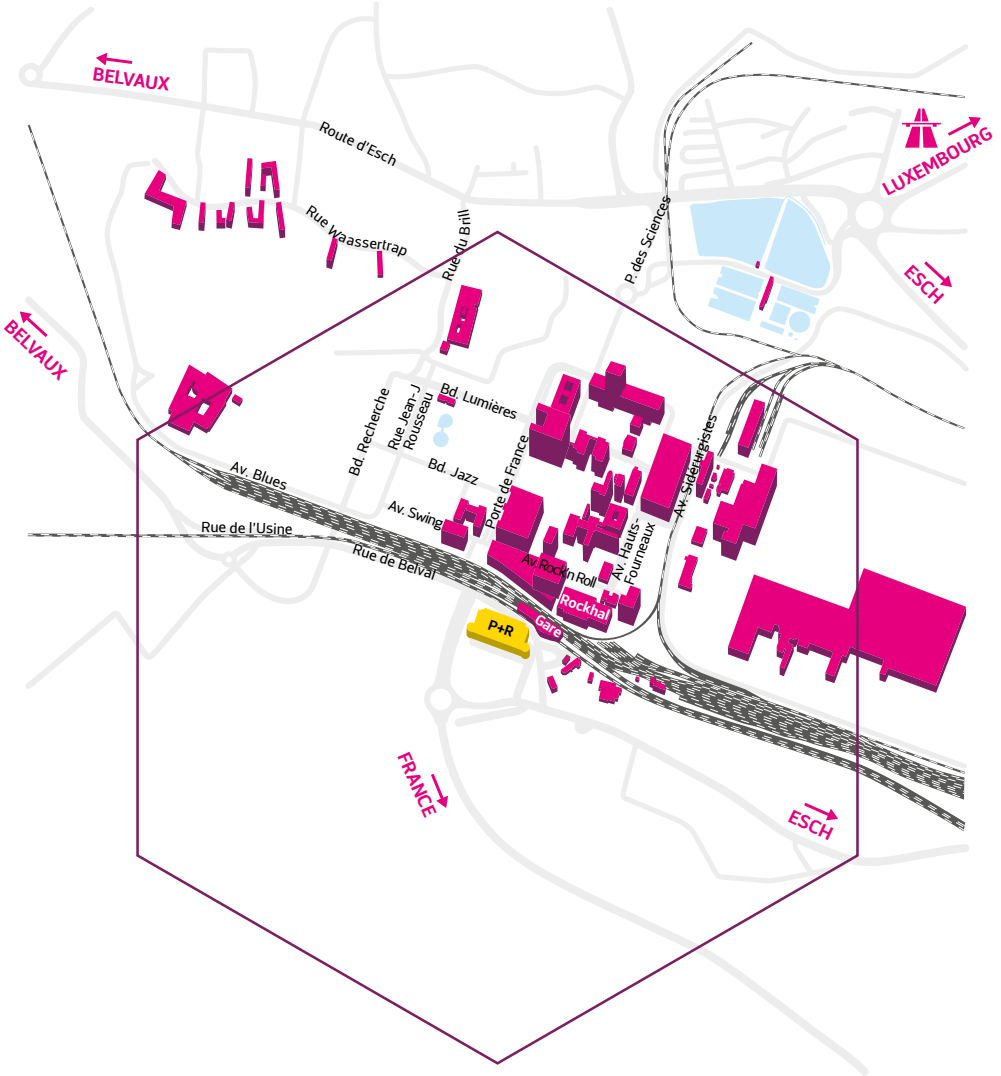 BELVAUX
Route d'Esch
LUXEMBOURG
Rue Waassertrap
Rue du Brill
P. des Sciences
ESCH
BELVAUX
Bd. Recherche
Rue Jean-J
Rousseau
Bd. Lumières
Av. Sidérurgistes
Porte de France
Bd. Jazz
Av. Blues
Av. Swing
Rue de l'Usine
Rue de Belval
Av. Rock'n Roll
Av. Hauts-
Fourneaux
Rockhal
Gare
P+R
FRANCE
ESCH